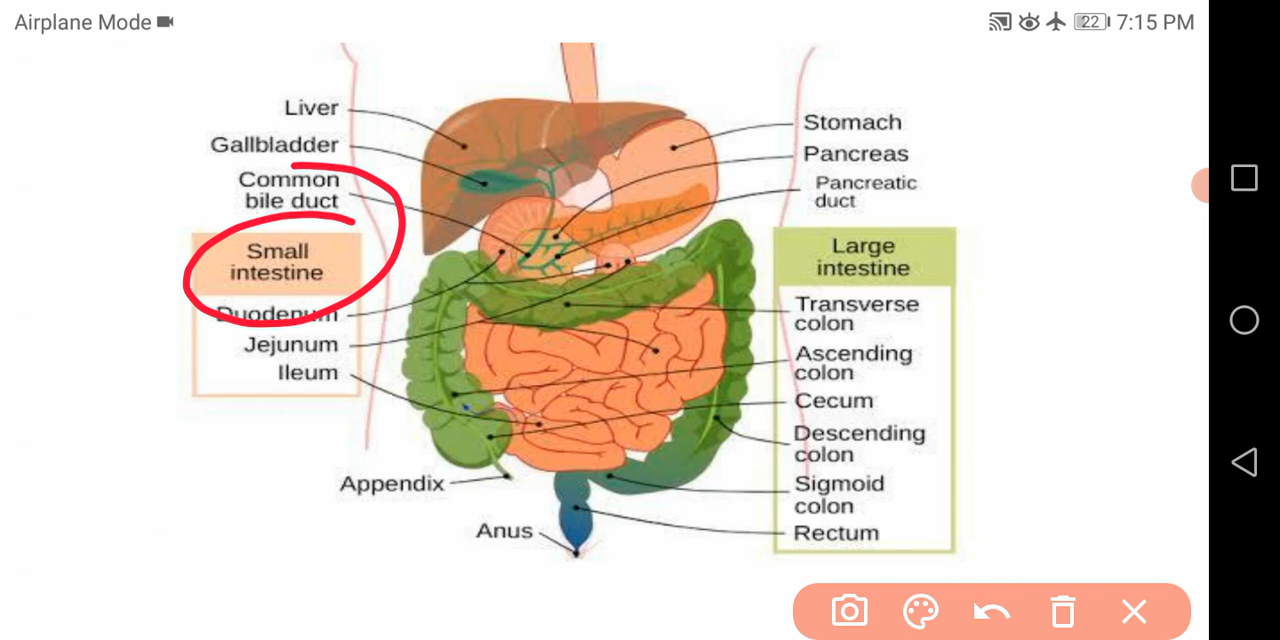 Airplane Mode
22
7:15 PM
Liver
Gallbladder
Common
bile duct
Small
intestine
Duodenum
Jejunum
Ileum
Appendix
Anus
Stomach
Pancreas
Pancreatic
duct
Large
intestine
Transverse
colon
Ascending
colon
Cecum
Descending
colon
Sigmoid
colon
Rectum